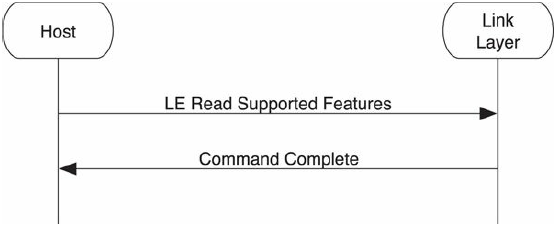 Host
Link
Layer
LE Read Supported Features
Command Complete